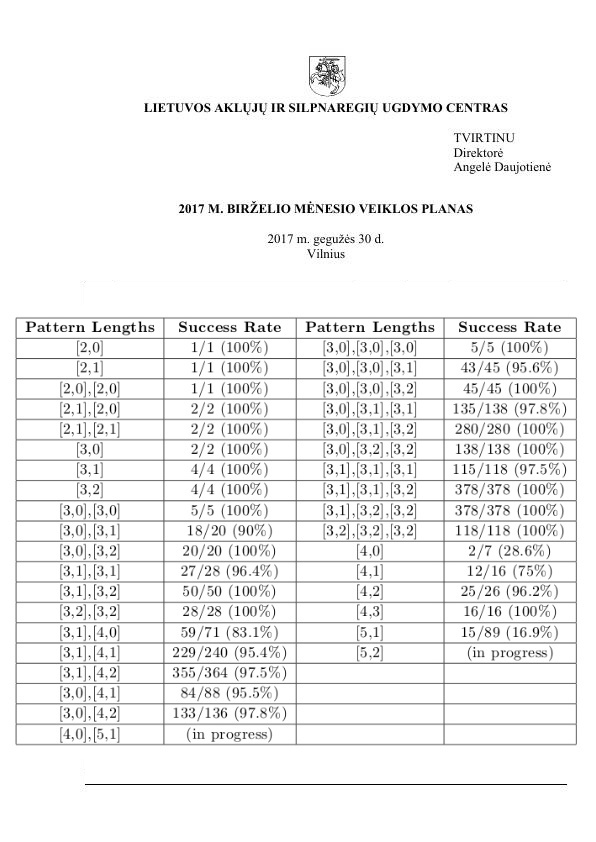 LIETUVOS AKLŲJŲ IR SILPNAREGIŲ UGDYMO CENTRAS
TVIRTINU
Direktorė
Angelė Daujotienė
2017 M. BIRŽELIO MĖNESIO VEIKLOS PLANAS
2017 m. gegužės 30 d.
Vilnius
Pattern Lengths Success Rate Pattern Lengths Success Rate
[2,0] 1/1 (100%) [3,0],[3,0],[3,0] 5/5 (100%)
[2,1] 1/1 (100%) [3,0],[3,0],[3,1] 43/45 (95.6%)
[2,0],[2,0] 1/1 (100%) [3,0],[3,0],[3,2] 45/45 (100%)
[2,1],[2,0] 2/2 (100%) [3,0],[3,1],[3,1] 135/138 (97.8%)
[2,1],[2,1] 2/2 (100%) [3,0],[3,1],[3,2] 280/280 (100%)
[3,0] 2/2 (100%) [3,0],[3,2],[3,2] 138/138 (100%)
[3,1] 4/4 (100%) [3,1],[3,1],[3,1] 115/118 (97.5%)
[3,2] 4/4 (100%) [3,1],[3,1],[3,2] 378/378 (100%)
[3,0],[3,0] 5/5 (100%) [3,1],[3,2],[3,2] 378/378 (100%)
[3,0],[3,1] 18/20 (90%) [3,2],[3,2],[3,2] 118/118 (100%)
[3,0],[3,2] 20/20 (100%) [4,0] 2/7 (28.6%)
[3,1],[3,1] 27/28 (96.4%) [4,1] 12/16 (75%)
[3,1],[3,2] 50/50 (100%) [4,2] 25/26 (96.2%)
[3,2],[3,2] 28/28 (100%) [4,3] 16/16 (100%)
[3,1],[4,0] 59/71 (83.1%) [5,1] 15/89 (16.9%)
[3,1],[4,1] 229/240 (95.4%) [5,2] (in progress)
[3,1],[4,2] 355/364 (97.5%)
[3,0],[4,1] 84/88 (95.5%)
[3,0],[4,2] 133/136 (97.8%)
[4,0],[5,1] (in progress)